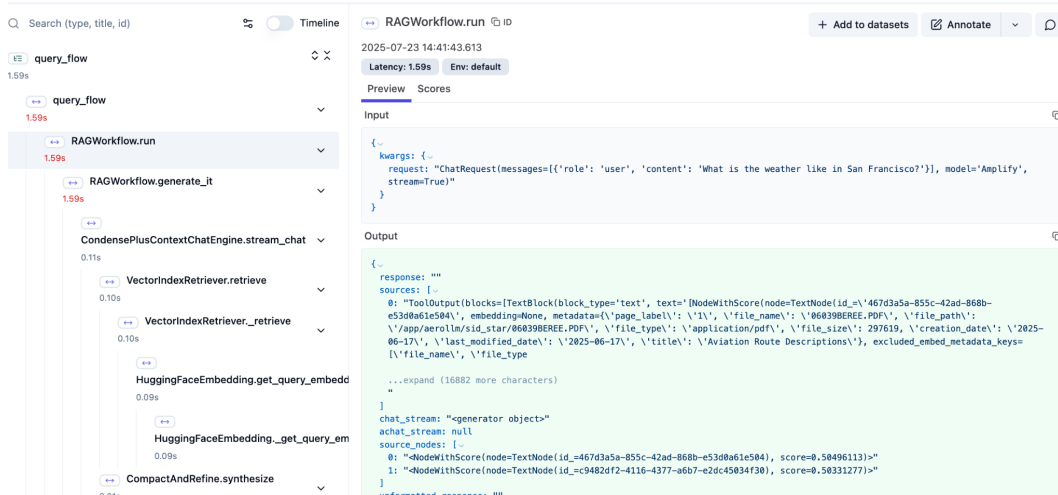 Search (type, title, id)
Timeline
query_flow
1.59s
query_flow
1.59s
RAGWorkflow.run
1.59s
RAGWorkflow.generate_it
1.59s
CondensePlusContextChatEngine.stream_chat
0.11s
VectorIndexRetriever.retrieve
0.10s
VectorIndexRetriever._retrieve
0.10s
HuggingFaceEmbedding.get_query_embedd
0.09s
HuggingFaceEmbedding._get_query_em
0.09s
CompactAndRefine.synthesize
0.01s
RAGWorkflow.run ID
+ Add to datasets
Annotate
2025-07-23 14:41:43.613
Latency: 1.59s Env: default
Preview Scores
Input
{
kwargs: {
request: "ChatRequest(messages=[{'role': 'user', 'content': 'What is the weather like in San Francisco?'}], model='Amplify',
stream=True)"
}
}
Output
{
response: ""
sources: [
0: "ToolOutput(blocks=[TextBlock(block_type='text', text='[NodeWithScore(node=TextNode(id_=\'467d3a5a-855c-42ad-868b-
e53d0a61e504\', embedding=None, metadata={\'page_label\': \'1\', \'file_name\': \'06039BEREE.PDF\', \'file_path\':
\'/app/aerollm/sid_star/06039BEREE.PDF\', \'file_type\': \'application/pdf\', \'file_size\': 297619, \'creation_date\': \'2025-
06-17\', \'last_modified_date\': \'2025-06-17\', \'title\': \'Aviation Route Descriptions\'}, excluded_embed_metadata_keys=
[\'file_name\', \'file_type
...expand (16882 more characters)
"
]
chat_stream: "<generator object>"
achat_stream: null
source_nodes: [
0: "<NodeWithScore(node=TextNode(id_=467d3a5a-855c-42ad-868b-e53d0a61e504), score=0.50496113)>"
1: "<NodeWithScore(node=TextNode(id_=c9482df2-4116-4377-a6b7-e2dc45034f30), score=0.50331277)>"
]
unformatted_response: ""